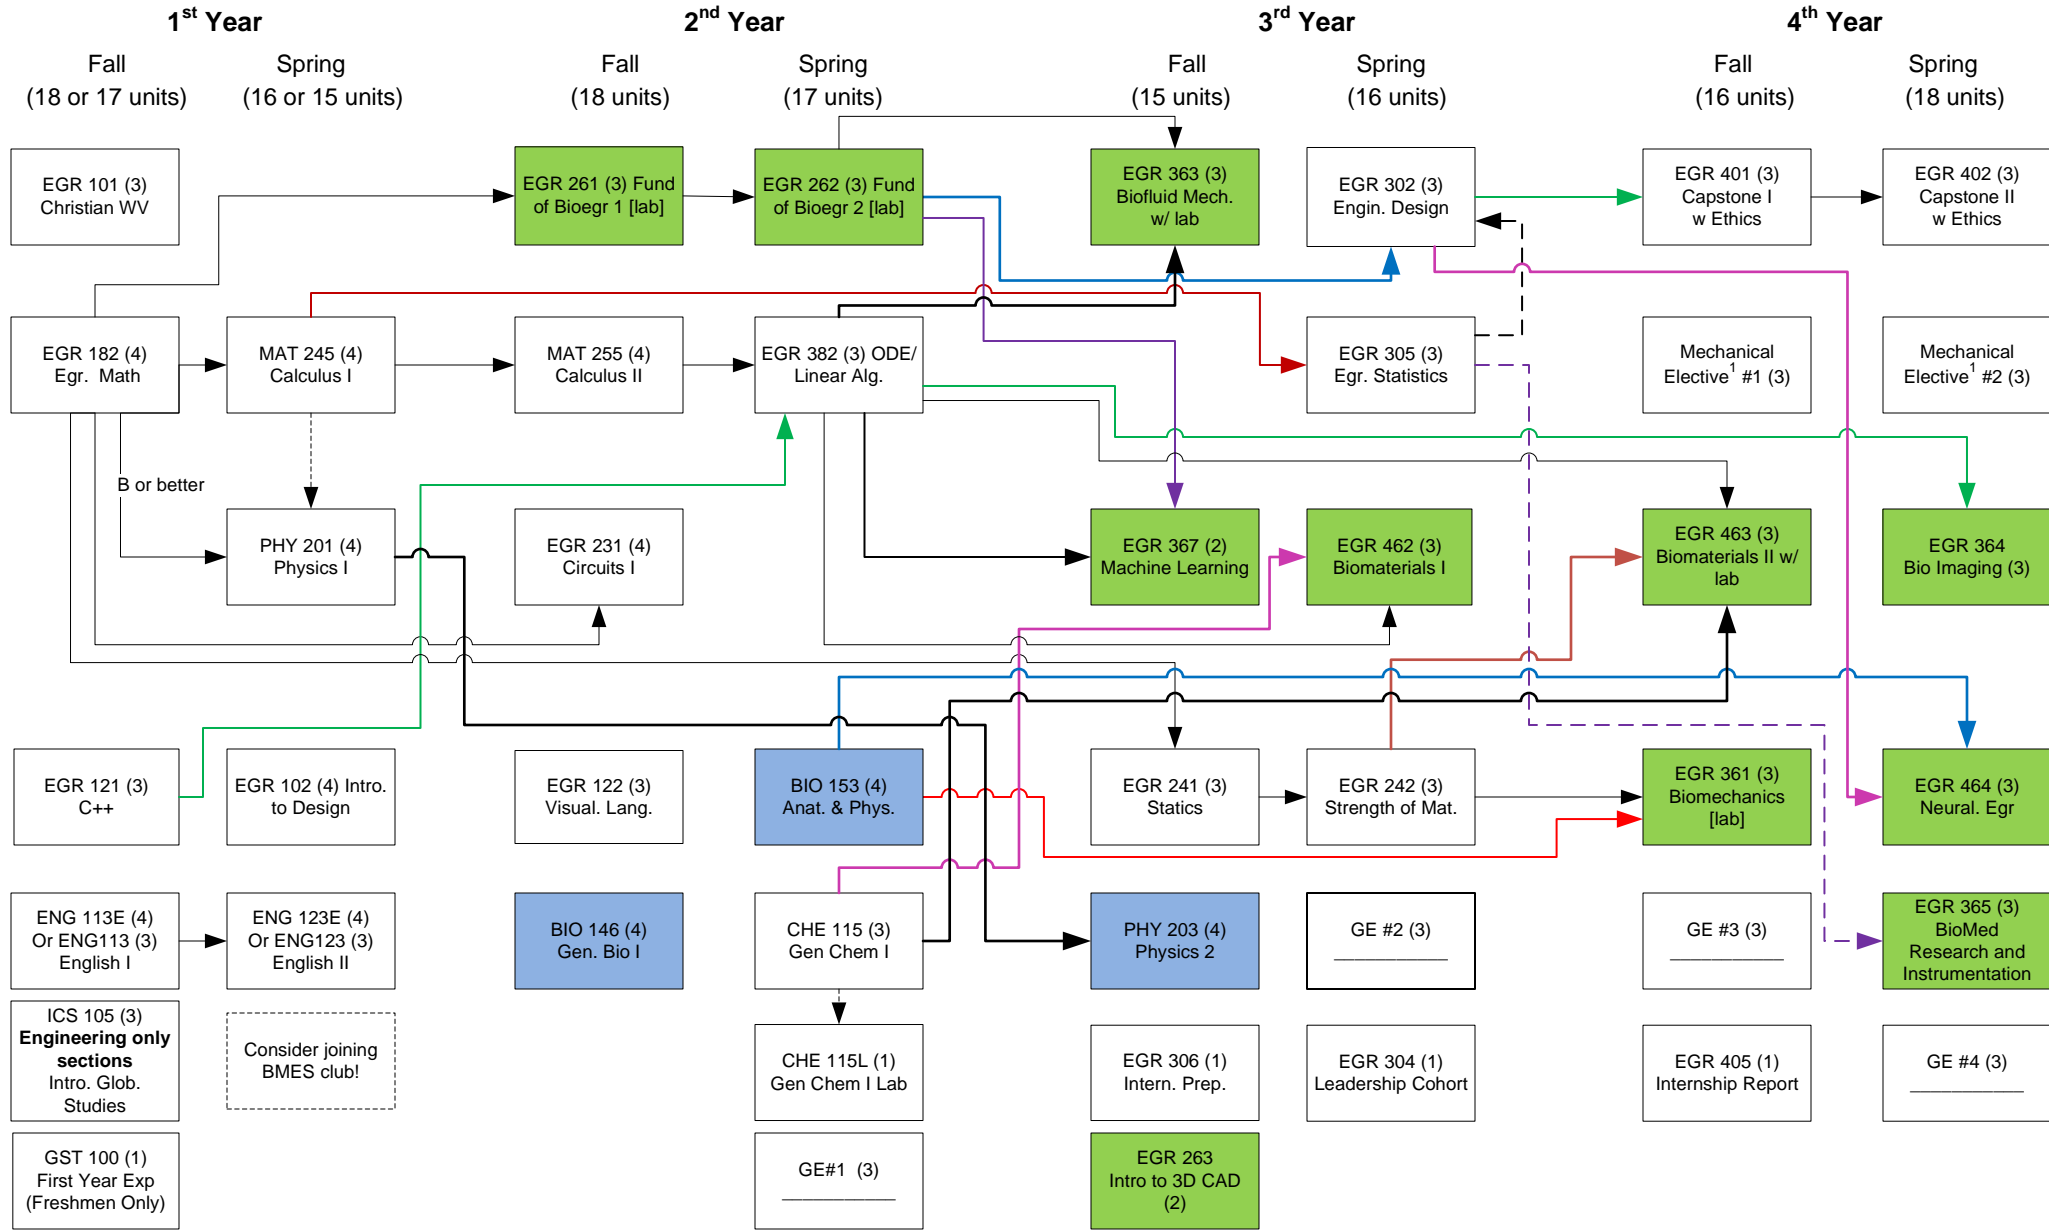 1st Year
2nd Year
3rd Year
4th Year
Fall
(18 or 17 units)
Spring
(16 or 15 units)
Fall
(18 units)
Spring
(17 units)
Fall
(15 units)
Spring
(16 units)
Fall
(16 units)
Spring
(18 units)
EGR 101 (3)
Christian WV
EGR 261 (3) Fund
of Bioegr 1 [lab]
EGR 262 (3) Fund
of Bioegr 2 [lab]
EGR 363 (3)
Biofluid Mech.
w/ lab
EGR 302 (3)
Engin. Design
EGR 401 (3)
Capstone I
w Ethics
EGR 402 (3)
Capstone II
w Ethics
EGR 182 (4)
Egr. Math
MAT 245 (4)
Calculus I
MAT 255 (4)
Calculus II
EGR 382 (3) ODE/
Linear Alg.
EGR 305 (3)
Egr. Statistics
Mechanical
Elective1 #1 (3)
Mechanical
Elective1 #2 (3)
B or better
PHY 201 (4)
Physics I
EGR 231 (4)
Circuits I
EGR 367 (2)
Machine Learning
EGR 462 (3)
Biomaterials I
EGR 463 (3)
Biomaterials II w/
lab
EGR 364
Bio Imaging (3)
EGR 121 (3)
C++
EGR 102 (4) Intro.
to Design
EGR 122 (3)
Visual. Lang.
BIO 153 (4)
Anat. & Phys.
EGR 241 (3)
Statics
EGR 242 (3)
Strength of Mat.
EGR 361 (3)
Biomechanics
[lab]
EGR 464 (3)
Neural. Egr
ENG 113E (4)
Or ENG113 (3)
English I
ENG 123E (4)
Or ENG123 (3)
English II
BIO 146 (4)
Gen. Bio I
CHE 115 (3)
Gen Chem I
PHY 203 (4)
Physics 2
GE #2 (3)
___________
GE #3 (3)
___________
EGR 365 (3)
BioMed
Research and
Instrumentation
ICS 105 (3)
Engineering only
sections
Intro. Glob.
Studies
Consider joining
BMES club!
CHE 115L (1)
Gen Chem I Lab
EGR 306 (1)
Intern. Prep.
EGR 304 (1)
Leadership Cohort
EGR 405 (1)
Internship Report
GE #4 (3)
___________
GST 100 (1)
First Year Exp
(Freshmen Only)
GE#1 (3)
___________
EGR 263
Intro to 3D CAD
(2)